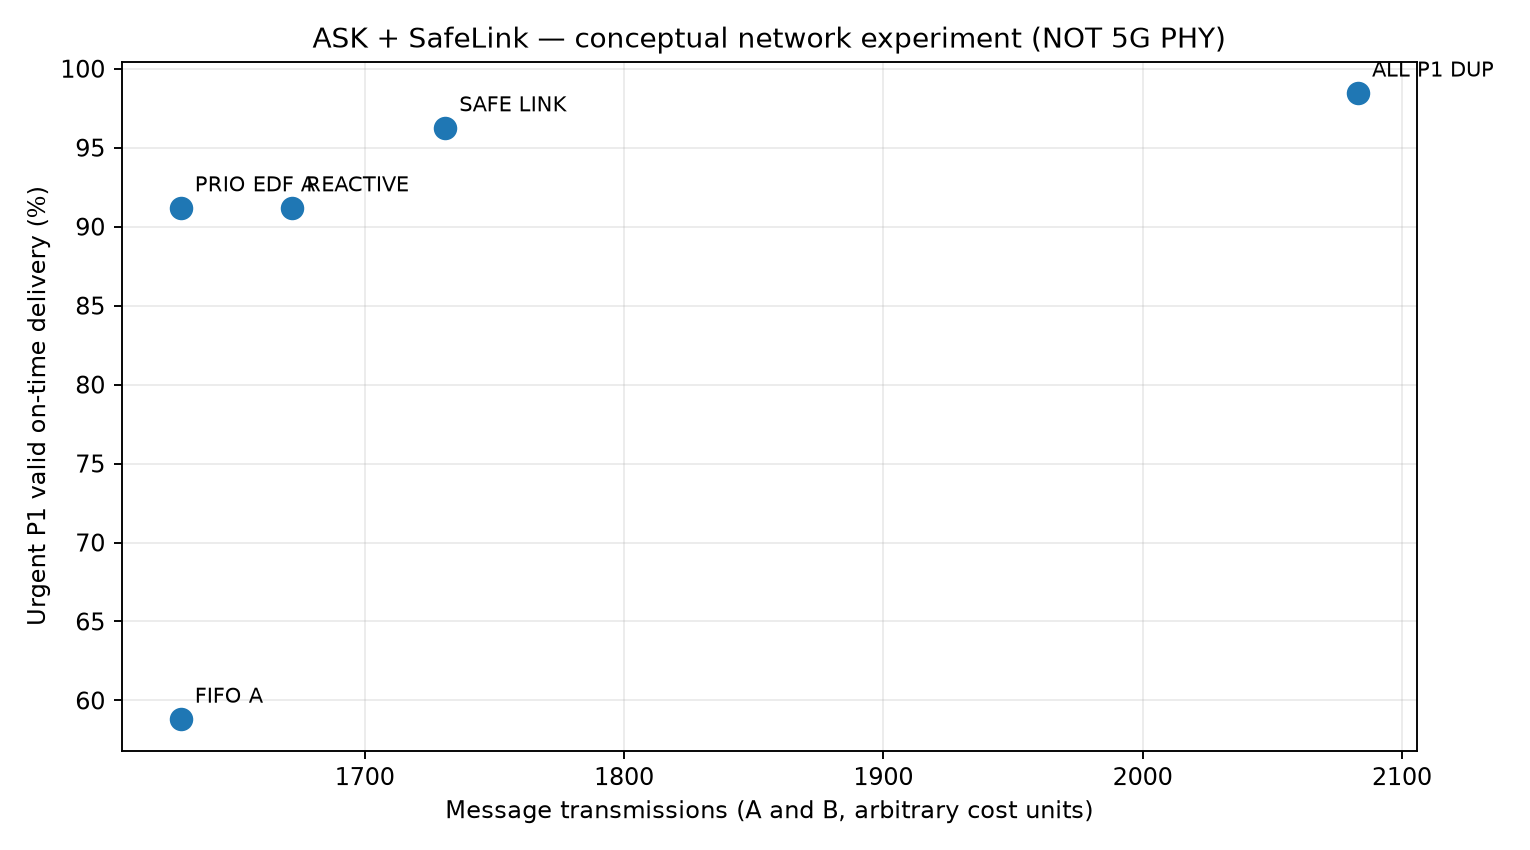 ASK + SafeLink — conceptual network experiment (NOT 5G PHY)
ALL P1 DUP
SAFE LINK
PRIO EDF A
REACTIVE
FIFO A
Urgent P1 valid on-time delivery (%)
100
95
90
85
80
75
70
65
60
1700 1800 1900 2000 2100
Message transmissions (A and B, arbitrary cost units)